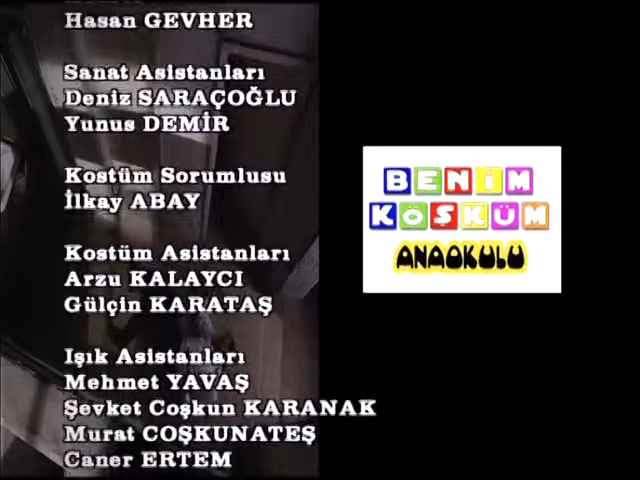 Hasan GEVHER
Sanat Asistanları
Deniz SARAÇOĞLU
Yunus DEMİR
Kostüm Sorumlusu
İlkay ABAY
Kostüm Asistanları
Arzu KALAYCI
Gülçin KARATAŞ
Işık Asistanları
Mehmet YAVAŞ
Şevket Coşkun KARANAK
Murat COŞKUNATEŞ
Caner ERTEM
BENİM
KÖŞKÜM
ANAOKULU